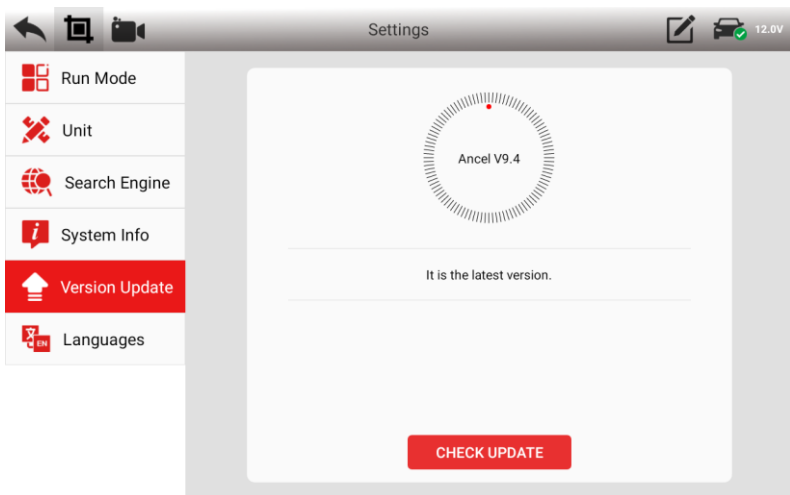 Settings
12.0V
Run Mode
Unit
Search Engine
System Info
Version Update
EN
Languages
Ancel V9.4
It is the latest version.
CHECK UPDATE